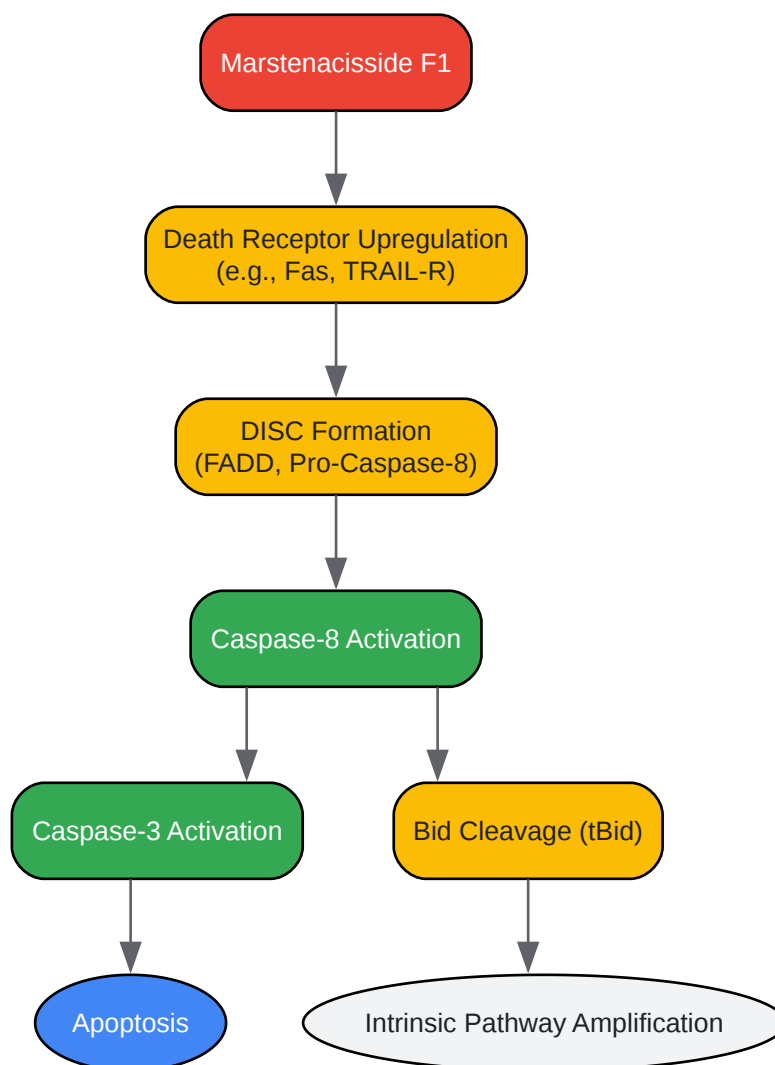 Marstenacisside F1
Death Receptor Upregulation
(e.g., Fas, TRAIL-R)
DISC Formation
(FADD, Pro-Caspase-8)
Caspase-8 Activation
Caspase-3 Activation
Bid Cleavage (tBid)
Apoptosis
Intrinsic Pathway Amplification